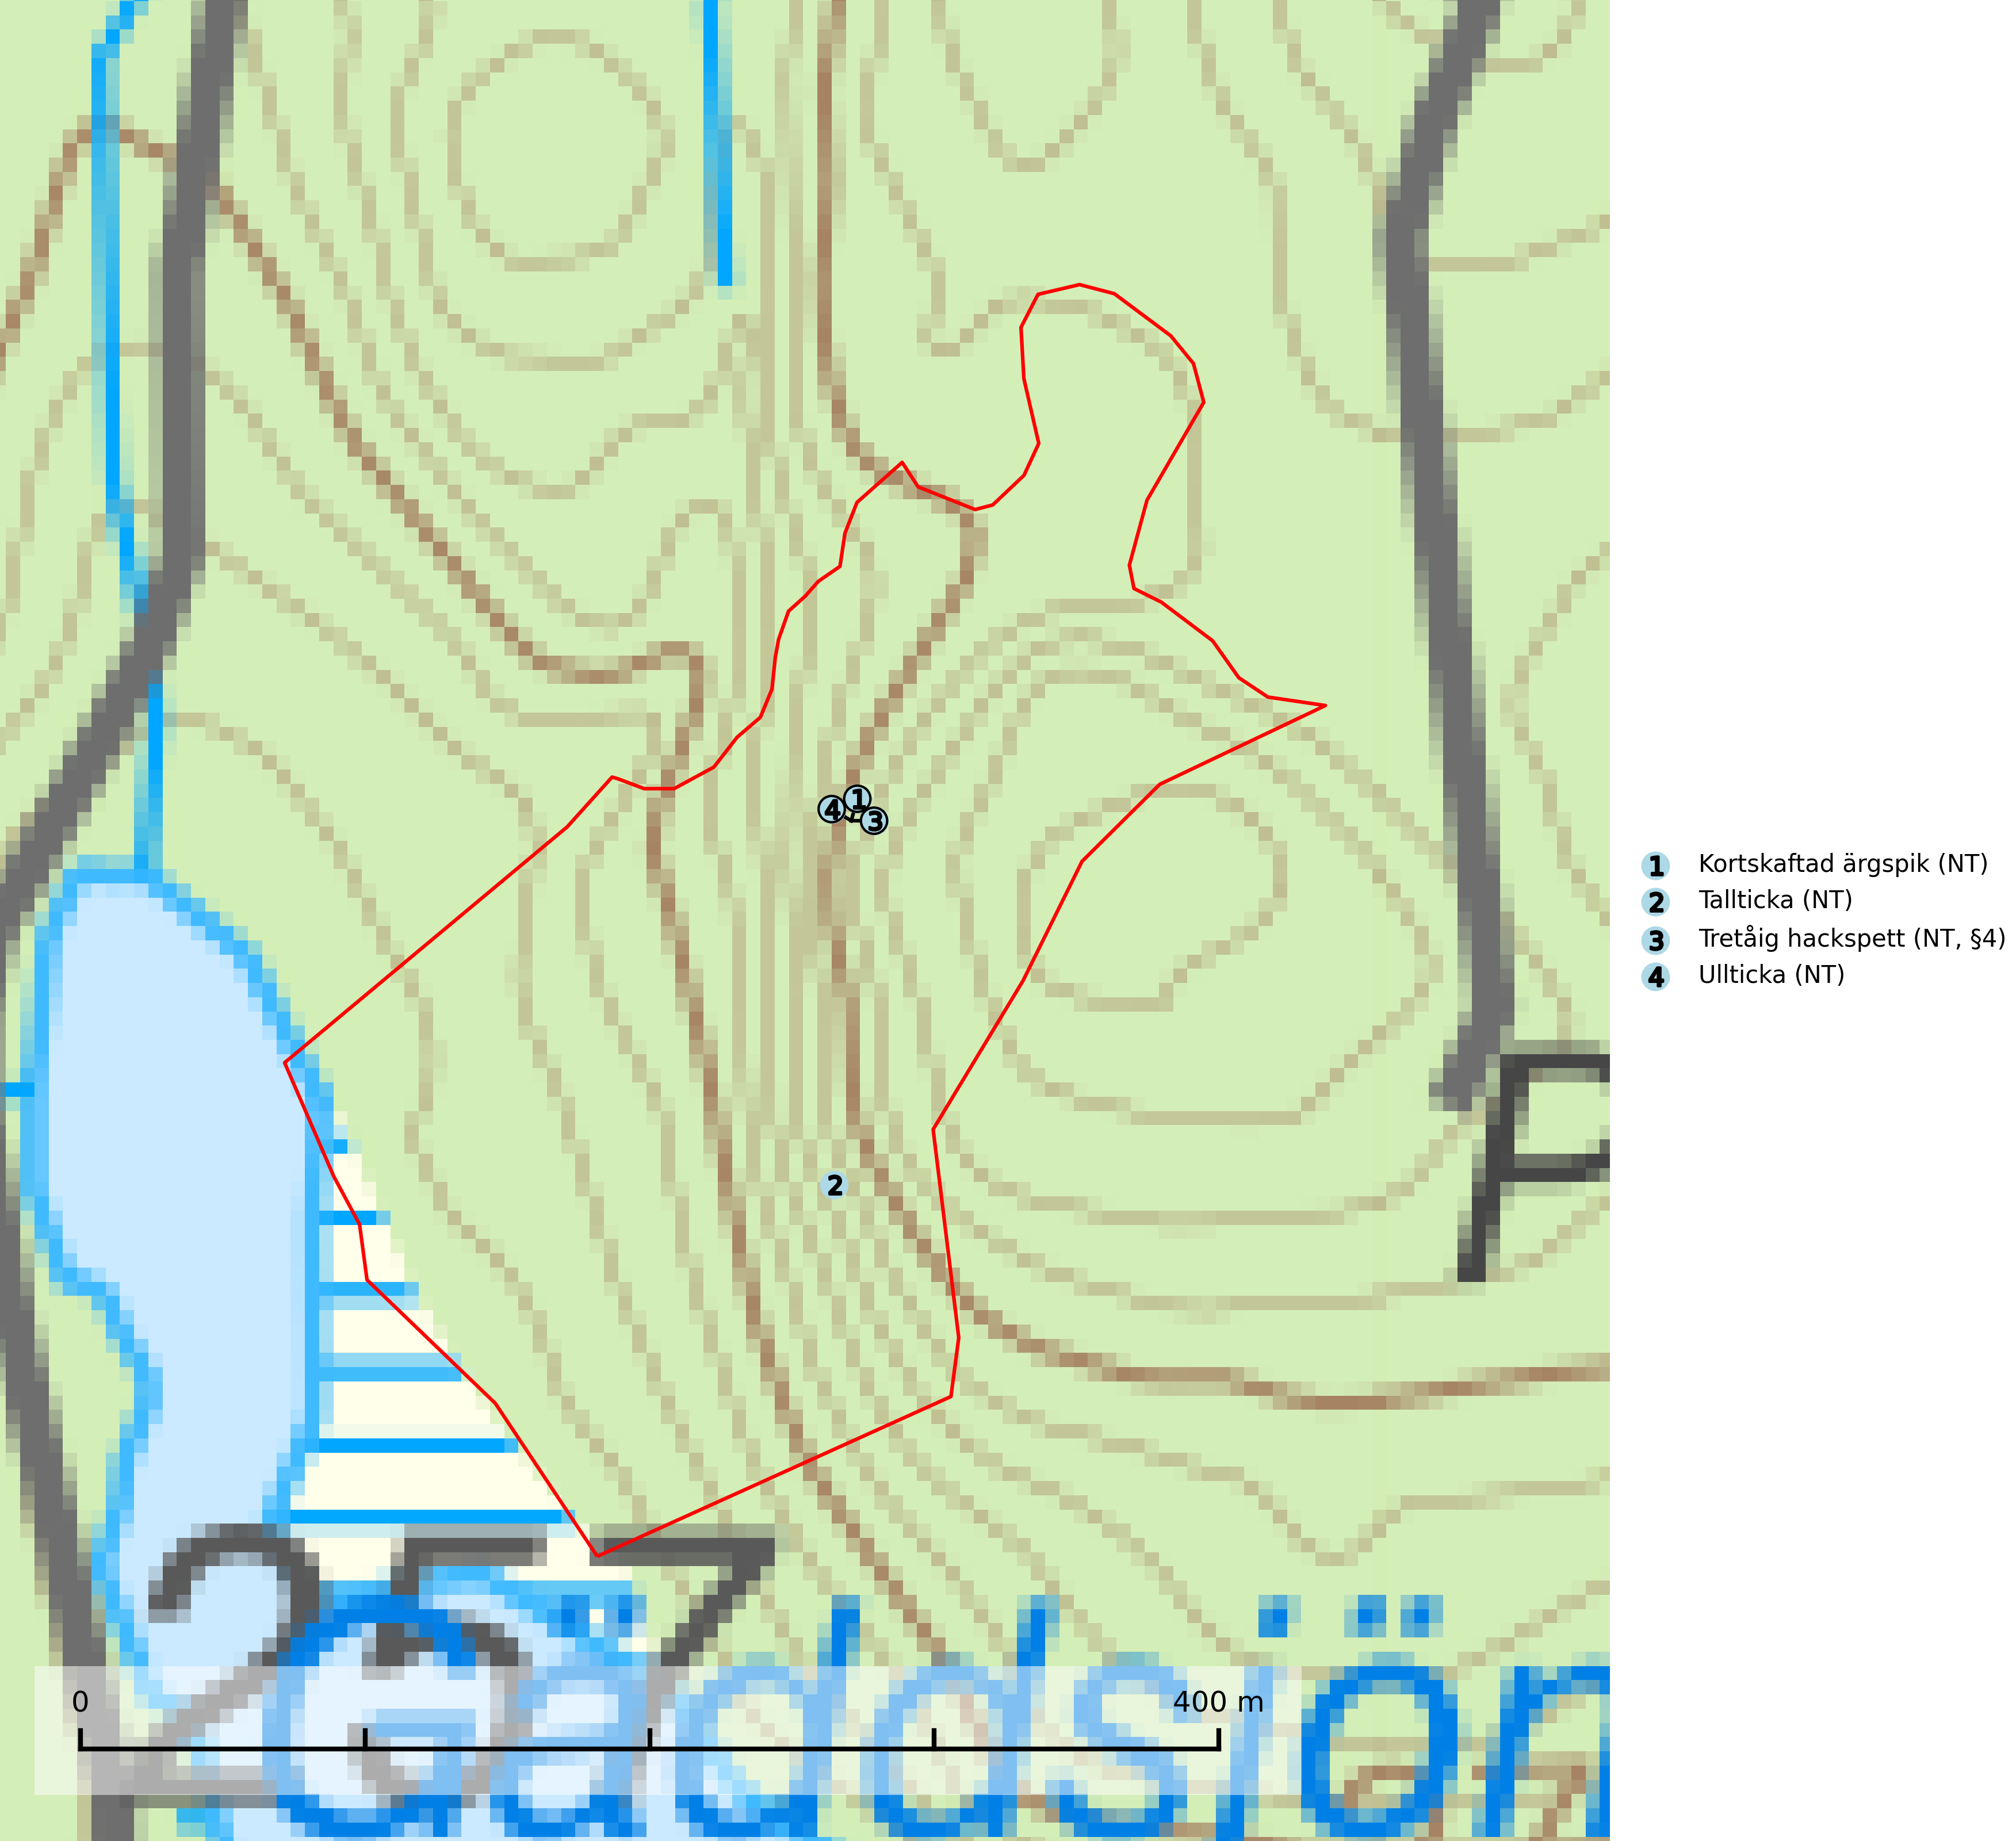 1
4
3
2
257
Gäddsjön
0 400 m
1 Kortskaftad ärgspik (NT)
2 Tallticka (NT)
3 Tretåig hackspett (NT, §4)
4 Ullticka (NT)